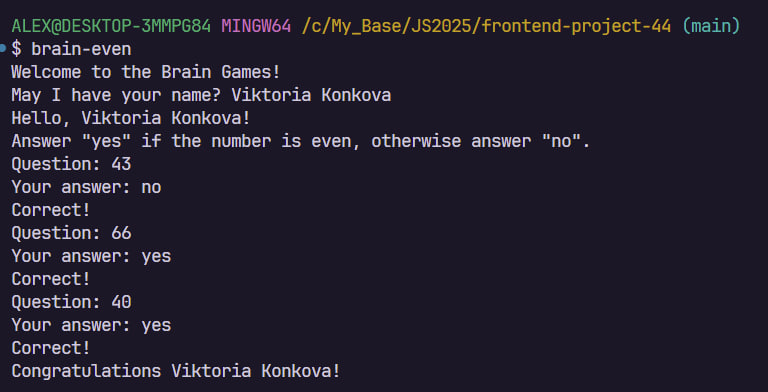 ALEX@DESKTOP-3MMPG84 MINGW64 /c/My_Base/JS2025/frontend-project-44 (main)
$ brain-even
Welcome to the Brain Games!
May I have your name? Viktoria Konkova
Hello, Viktoria Konkova!
Answer "yes" if the number is even, otherwise answer "no".
Question: 43
Your answer: no
Correct!
Question: 66
Your answer: yes
Correct!
Question: 40
Your answer: yes
Correct!
Congratulations Viktoria Konkova!